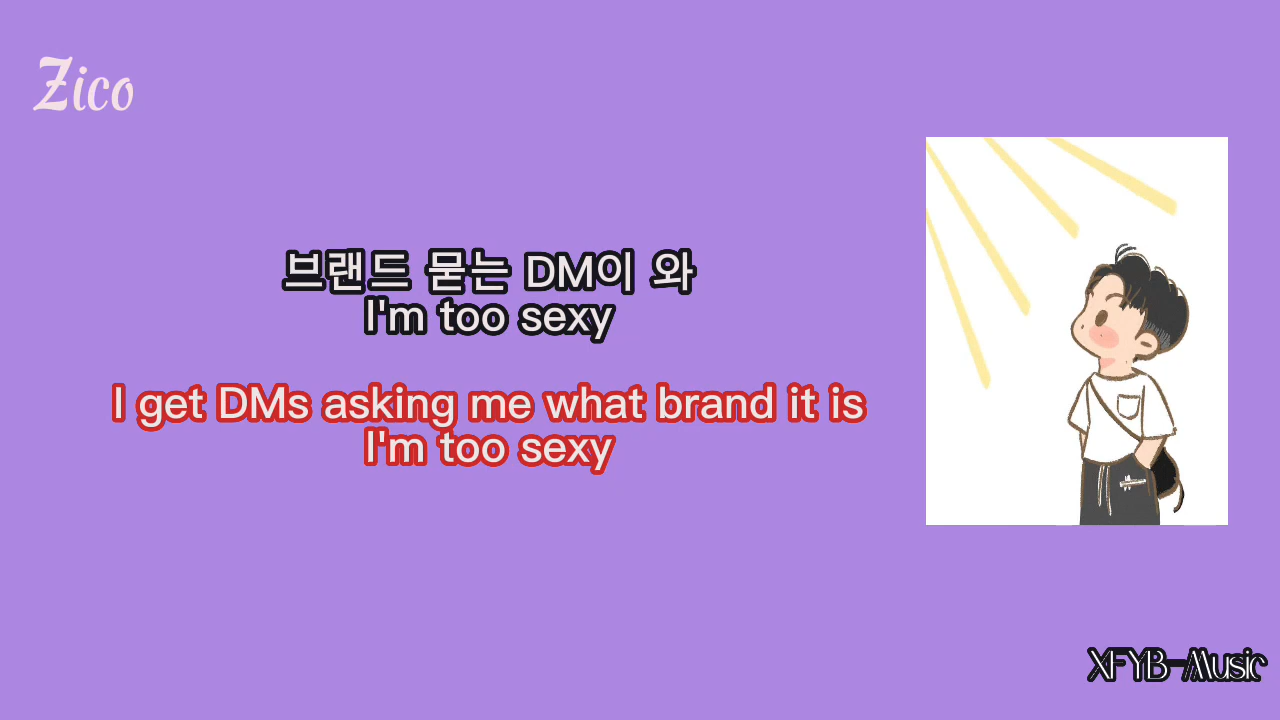 Zico
브랜드 묻는 DM이 와
I'm too sexy
I get DMs asking me what brand it is
I'm too sexy
XFYB-Music